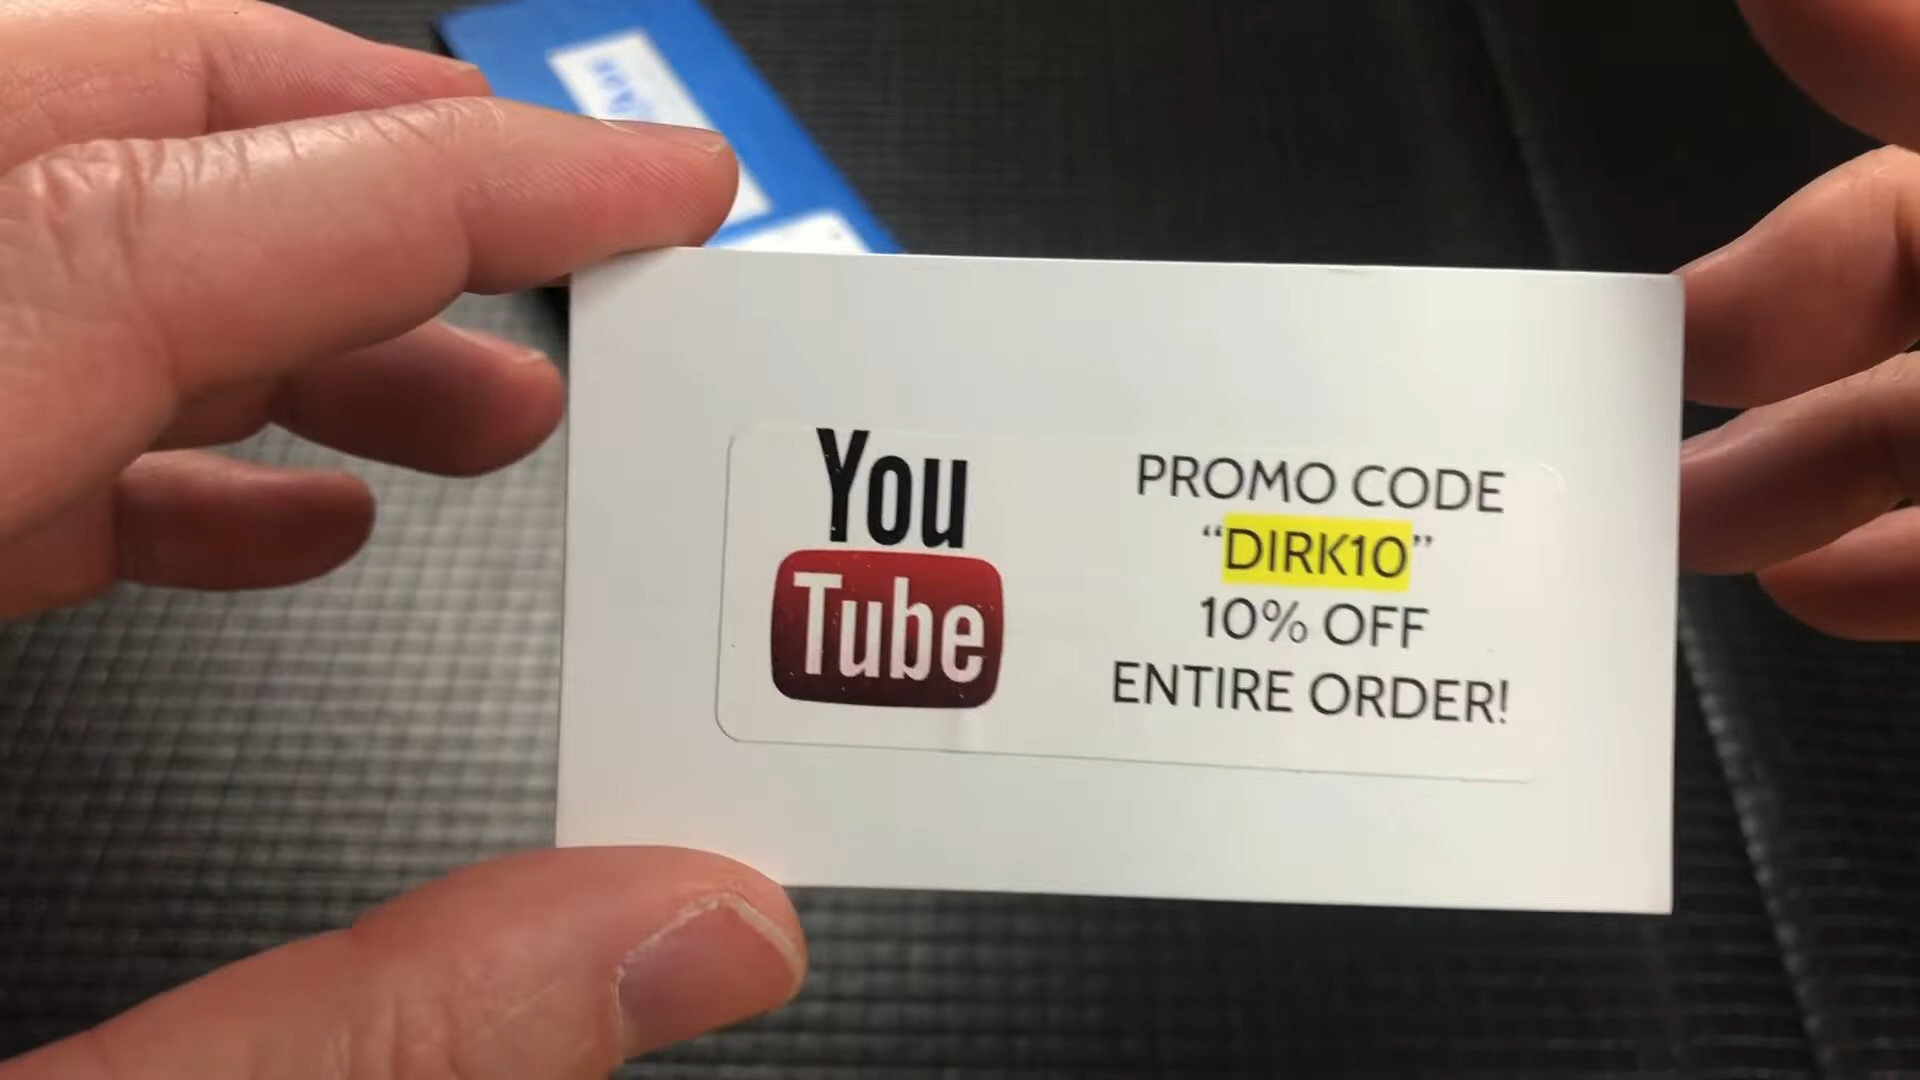 You
Tube
PROMO CODE
“DIRK10”
10% OFF
ENTIRE ORDER!